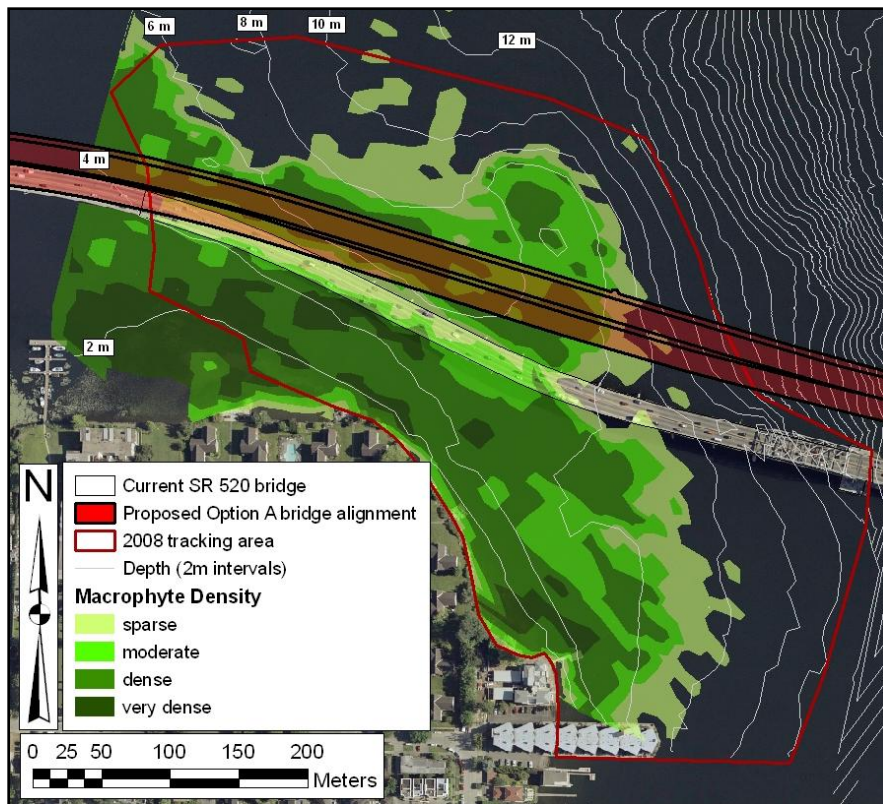 6 m
8 m
10 m
12 m
4 m
2 m
N
Current SR 520 bridge
Proposed Option A bridge alignment
2008 tracking area
Depth (2m intervals)
Macrophyte Density
sparse
moderate
dense
very dense
0 25 50 100 150 200
Meters